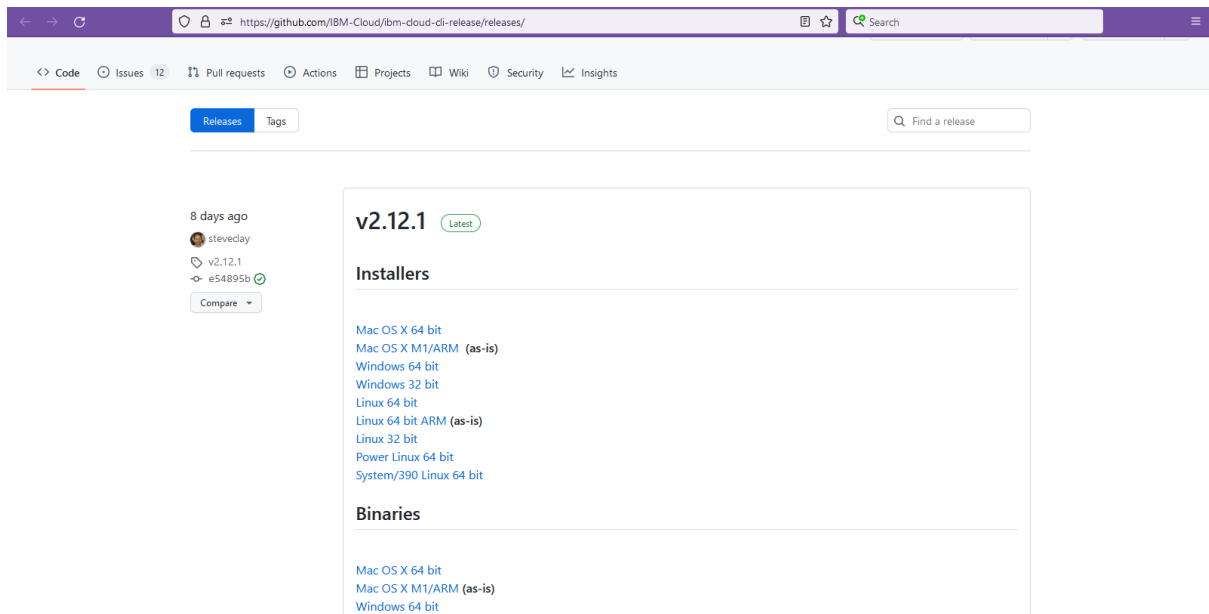 https://github.com/IBM-Cloud/ibm-cloud-cli-release/releases/
Search
Code Issues 12 Pull requests Actions Projects Wiki Security Insights
Releases Tags
Find a release
8 days ago
steveclay
v2.12.1
e54895b
Compare
v2.12.1 Latest
Installers
Mac OS X 64 bit
Mac OS X M1/ARM (as-is)
Windows 64 bit
Windows 32 bit
Linux 64 bit
Linux 64 bit ARM (as-is)
Linux 32 bit
Power Linux 64 bit
System/390 Linux 64 bit
Binaries
Mac OS X 64 bit
Mac OS X M1/ARM (as-is)
Windows 64 bit